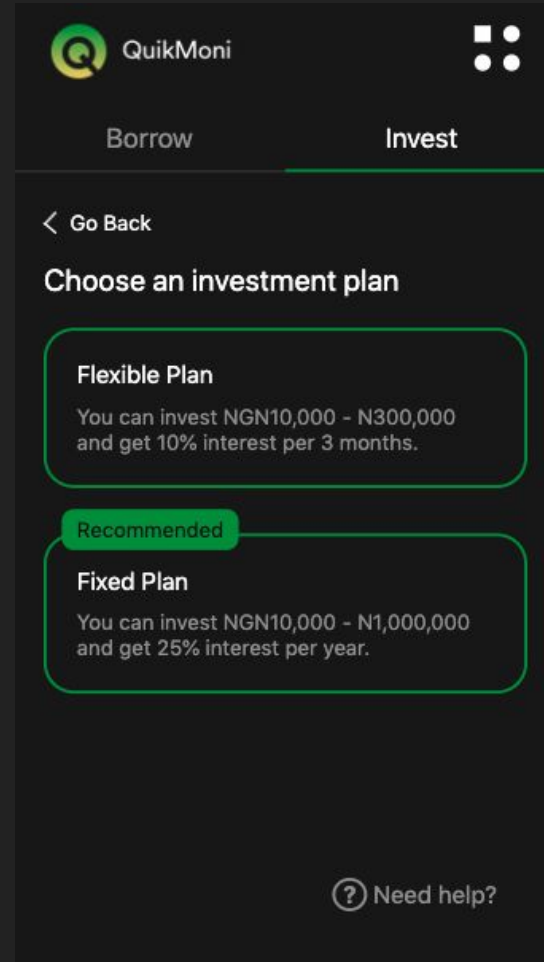 QuikMoni
Borrow
Invest
Go Back
Choose an investment plan
Flexible Plan
You can invest NGN10,000 - N300,000
and get 10% interest per 3 months.
Recommended
Fixed Plan
You can invest NGN10,000 - N1,000,000
and get 25% interest per year.
? Need help?